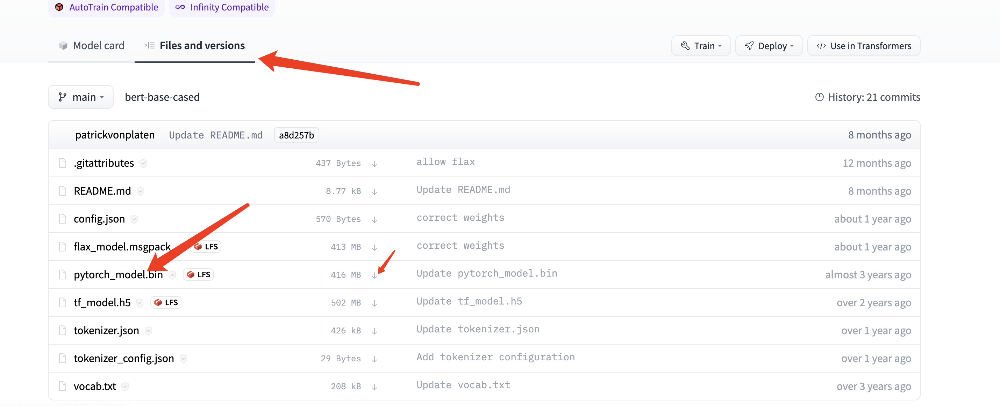 AutoTrain Compatible Infinity Compatible
Model card Files and versions Train Deploy </> Use in Transformers
main bert-base-cased History: 21 commits
patrickvonplaten Update README.md a8d257b 8 months ago
.gitattributes 437 Bytes allow flax 12 months ago
README.md 8.77 kB Update README.md 8 months ago
config.json 570 Bytes correct weights about 1 year ago
flax_model.msgpack LFS 413 MB correct weights about 1 year ago
pytorch_model.bin LFS 416 MB Update pytorch_model.bin almost 3 years ago
tf_model.h5 LFS 502 MB Update tf_model.h5 over 2 years ago
tokenizer.json 426 kB Update tokenizer.json over 1 year ago
tokenizer_config.json 29 Bytes Add tokenizer configuration over 1 year ago
vocab.txt 208 kB Update vocab.txt over 3 years ago